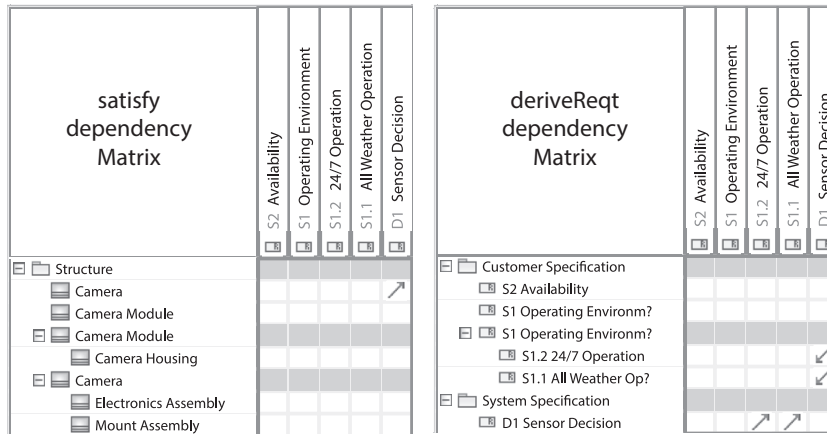 satisfy
dependency
Matrix
S2 Availability
S1 Operating Environment
S1.2 24/7 Operation
S1.1 All Weather Operation
D1 Sensor Decision
Structure
Camera
Camera Module
Camera Module
Camera Housing
Camera
Electronics Assembly
Mount Assembly
deriveReqt
dependency
Matrix
S2 Availability
S1 Operating Environment
S1.2 24/7 Operation
S1.1 All Weather Operation
D1 Sensor Decision
Customer Specification
S2 Availability
S1 Operating Environm?
S1 Operating Environm?
S1.2 24/7 Operation
S1.1 All Weather Op?
System Specification
D1 Sensor Decision